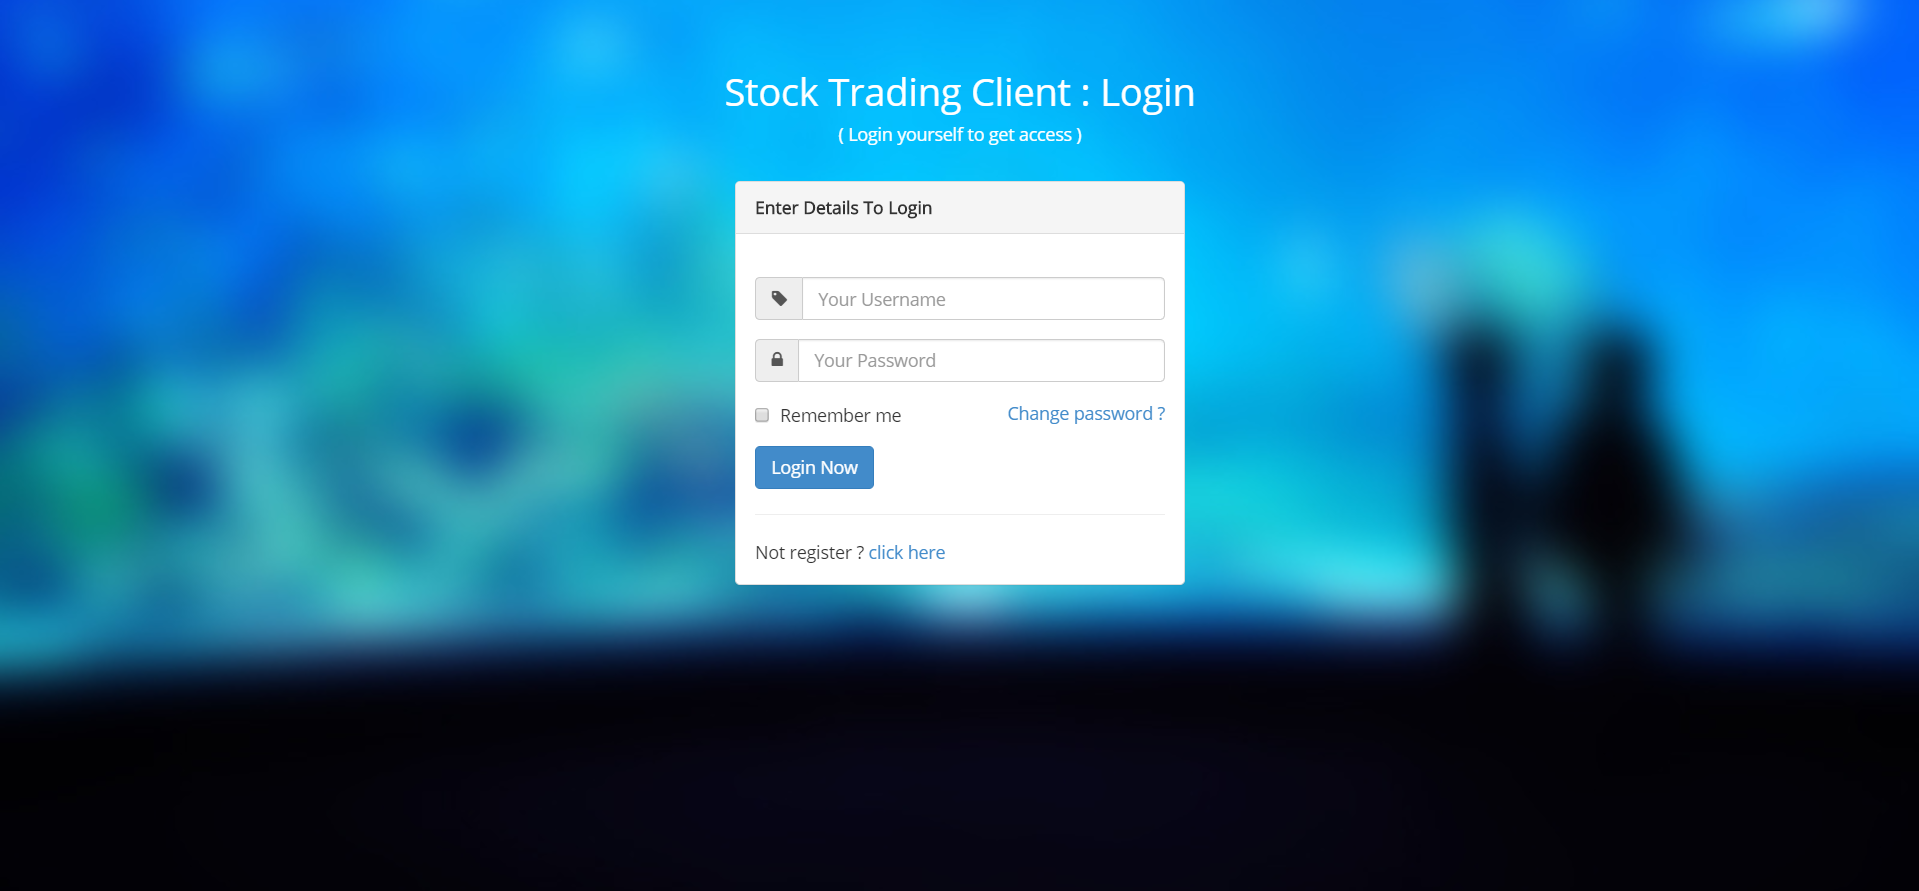 Stock Trading Client : Login
( Login yourself to get access )
Enter Details To Login
Your Username
Your Password
Remember me
Change password ?
Login Now
Not register ? click here